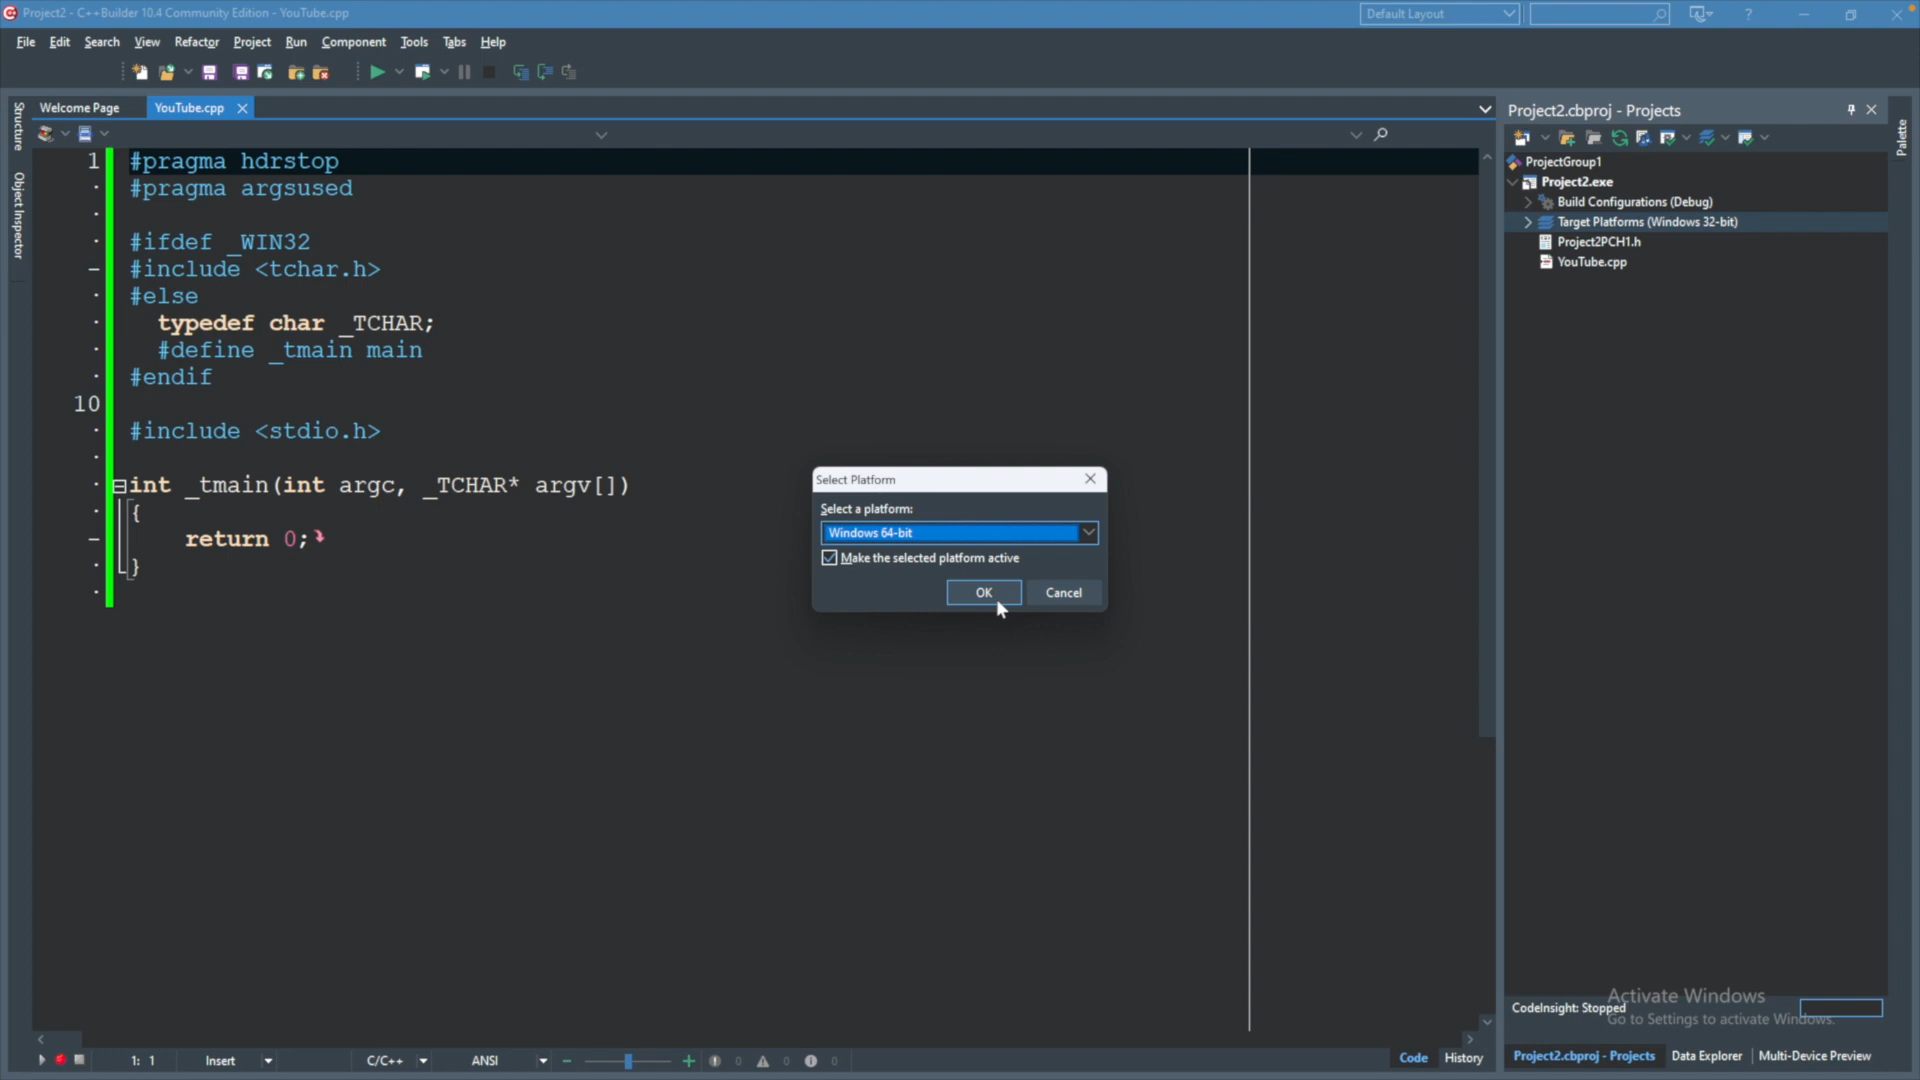 Project2 - C++Builder 10.4 Community Edition - YouTube.cpp
Default Layout
?
File Edit Search View Refactor Project Run Component Tools Tabs Help
Structure
Object Inspector
Welcome Page
YouTube.cpp
1 #pragma hdrstop
#pragma argsused
#ifdef _WIN32
#include <tchar.h>
#else
typedef char _TCHAR;
#define _tmain main
#endif
10
#include <stdio.h>
int _tmain(int argc, _TCHAR* argv[])
{
return 0;
}
Select Platform
Select a platform:
Windows 64-bit
Make the selected platform active
OK Cancel
Project2.cbproj - Projects
Palette
ProjectGroup1
Project2.exe
Build Configurations (Debug)
Target Platforms (Windows 32-bit)
Project2PCH1.h
YouTube.cpp
Activate Windows
CodeInsight: Stopped
Go to Settings to activate Windows.
1: 1 Insert C/C++ ANSI 0 0 0
Code History
Project2.cbproj - Projects Data Explorer Multi-Device Preview